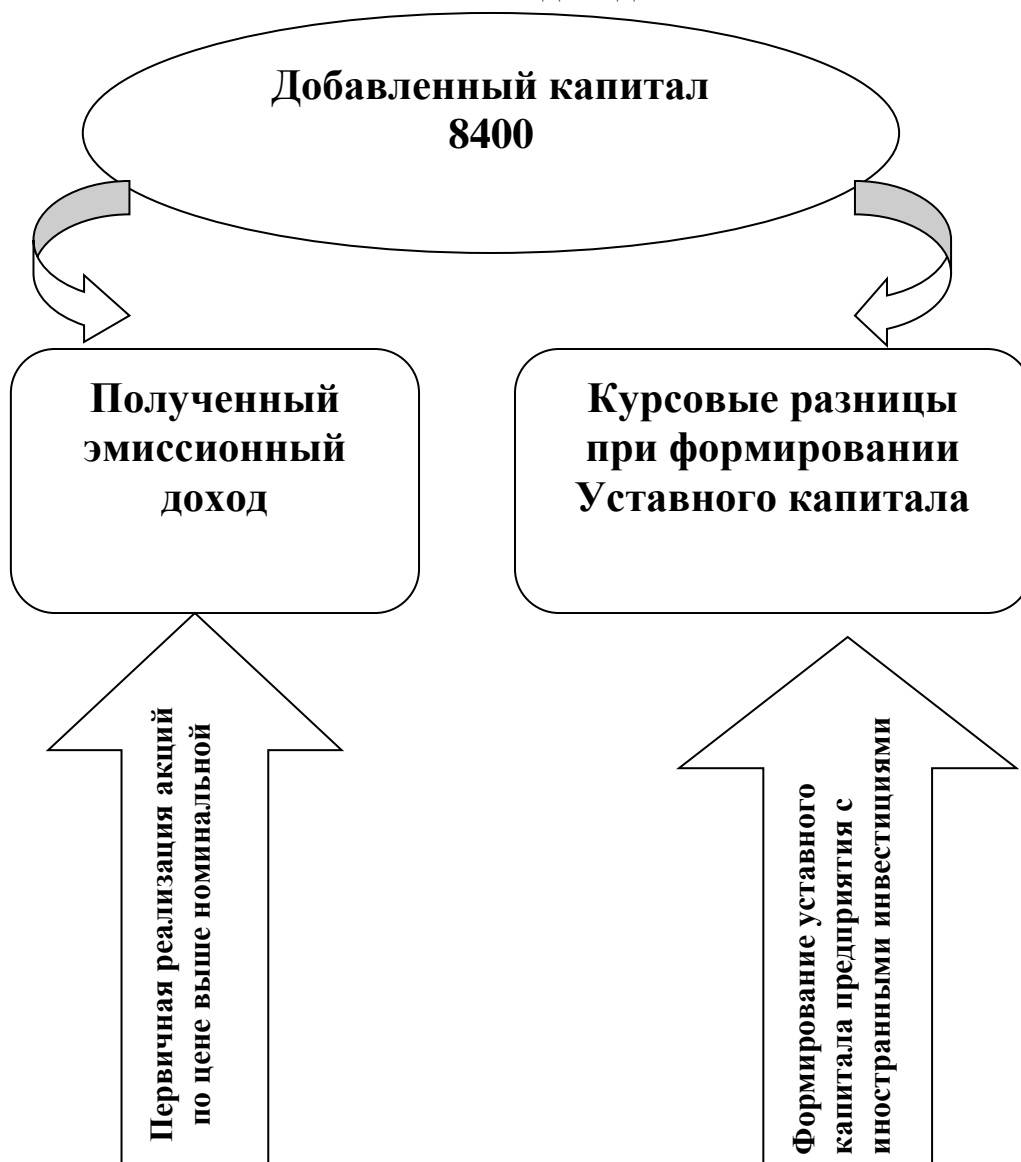 Добавленный капитал
8400
Полученный
эмиссионный
доход
Курсовые разницы
при формировании
Уставного капитала
Первичная реализация акций
по цене выше номинальной
Формирование уставного
капитала предприятия с
иностранными инвестициями